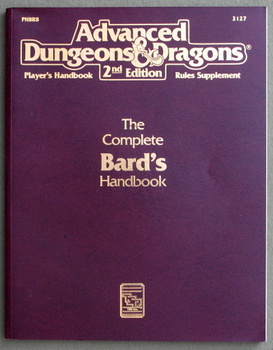 PHBR8 2127
Advanced
Dungeons & Dragons®
Player's Handbook 2nd Edition Rules Supplement
The
Complete
Bard's
Handbook